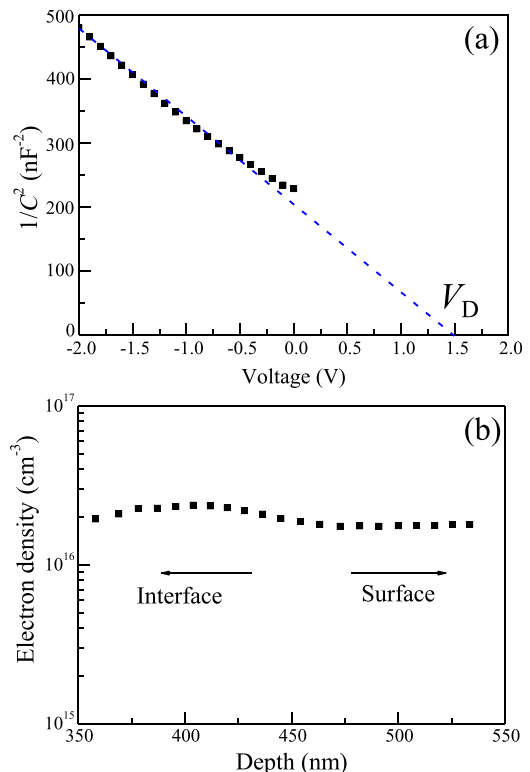 (a)
500
400
300
200
100
0
1/C² (nF⁻²)
V_D
-2.0 -1.5 -1.0 -0.5 0.0 0.5 1.0 1.5 2.0
Voltage (V)
(b)
10¹⁷
10¹⁶
10¹⁵
Electron density (cm⁻³)
Interface Surface
350 400 450 500 550
Depth (nm)